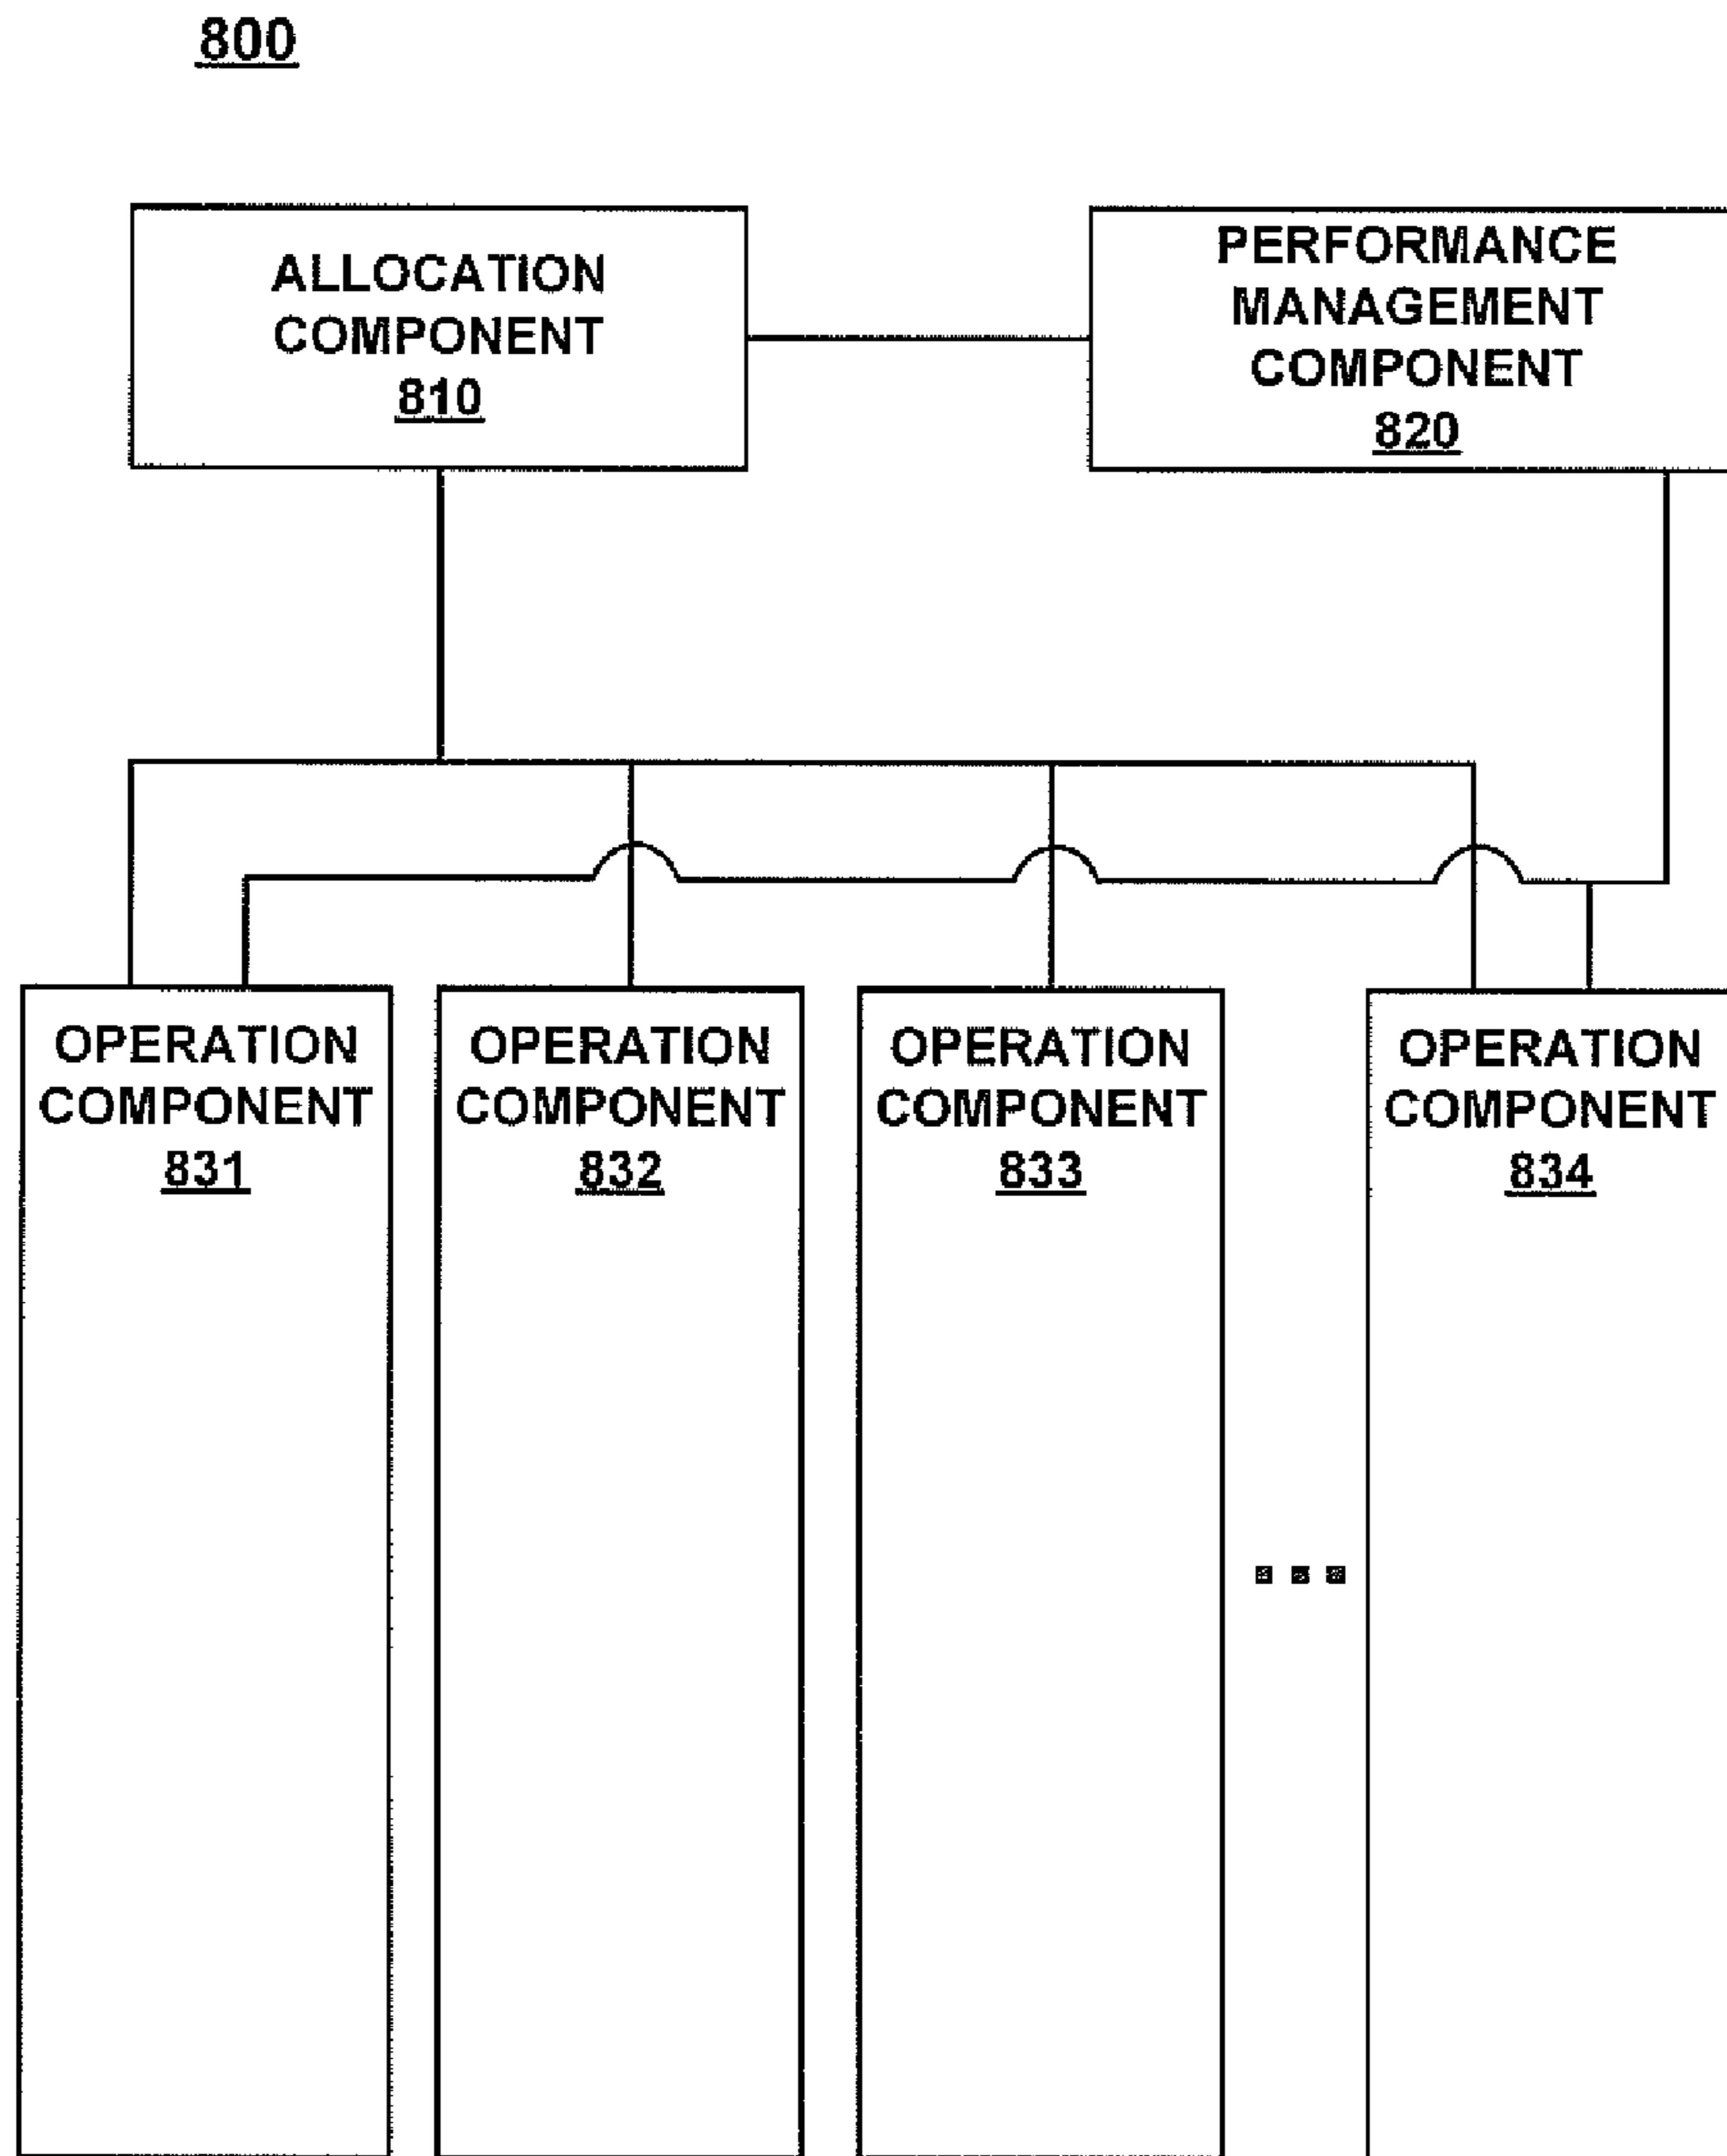 800
ALLOCATION
COMPONENT
810
PERFORMANCE
MANAGEMENT
COMPONENT
820
OPERATION
COMPONENT
831
OPERATION
COMPONENT
832
OPERATION
COMPONENT
833
OPERATION
COMPONENT
834